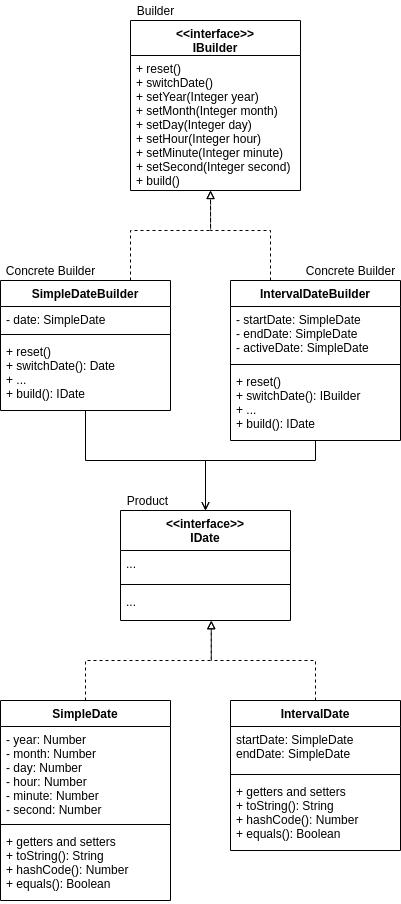 Builder
<<interface>>
IBuilder
+ reset()
+ switchDate()
+ setYear(Integer year)
+ setMonth(Integer month)
+ setDay(Integer day)
+ setHour(Integer hour)
+ setMinute(Integer minute)
+ setSecond(Integer second)
+ build()
Concrete Builder
SimpleDateBuilder
- date: SimpleDate
+ reset()
+ switchDate(): Date
+ ...
+ build(): IDate
Concrete Builder
IntervalDateBuilder
- startDate: SimpleDate
- endDate: SimpleDate
- activeDate: SimpleDate
+ reset()
+ switchDate(): IBuilder
+ ...
+ build(): IDate
Product
<<interface>>
IDate
...
...
SimpleDate
- year: Number
- month: Number
- day: Number
- hour: Number
- minute: Number
- second: Number
+ getters and setters
+ toString(): String
+ hashCode(): Number
+ equals(): Boolean
IntervalDate
startDate: SimpleDate
endDate: SimpleDate
+ getters and setters
+ toString(): String
+ hashCode(): Number
+ equals(): Boolean